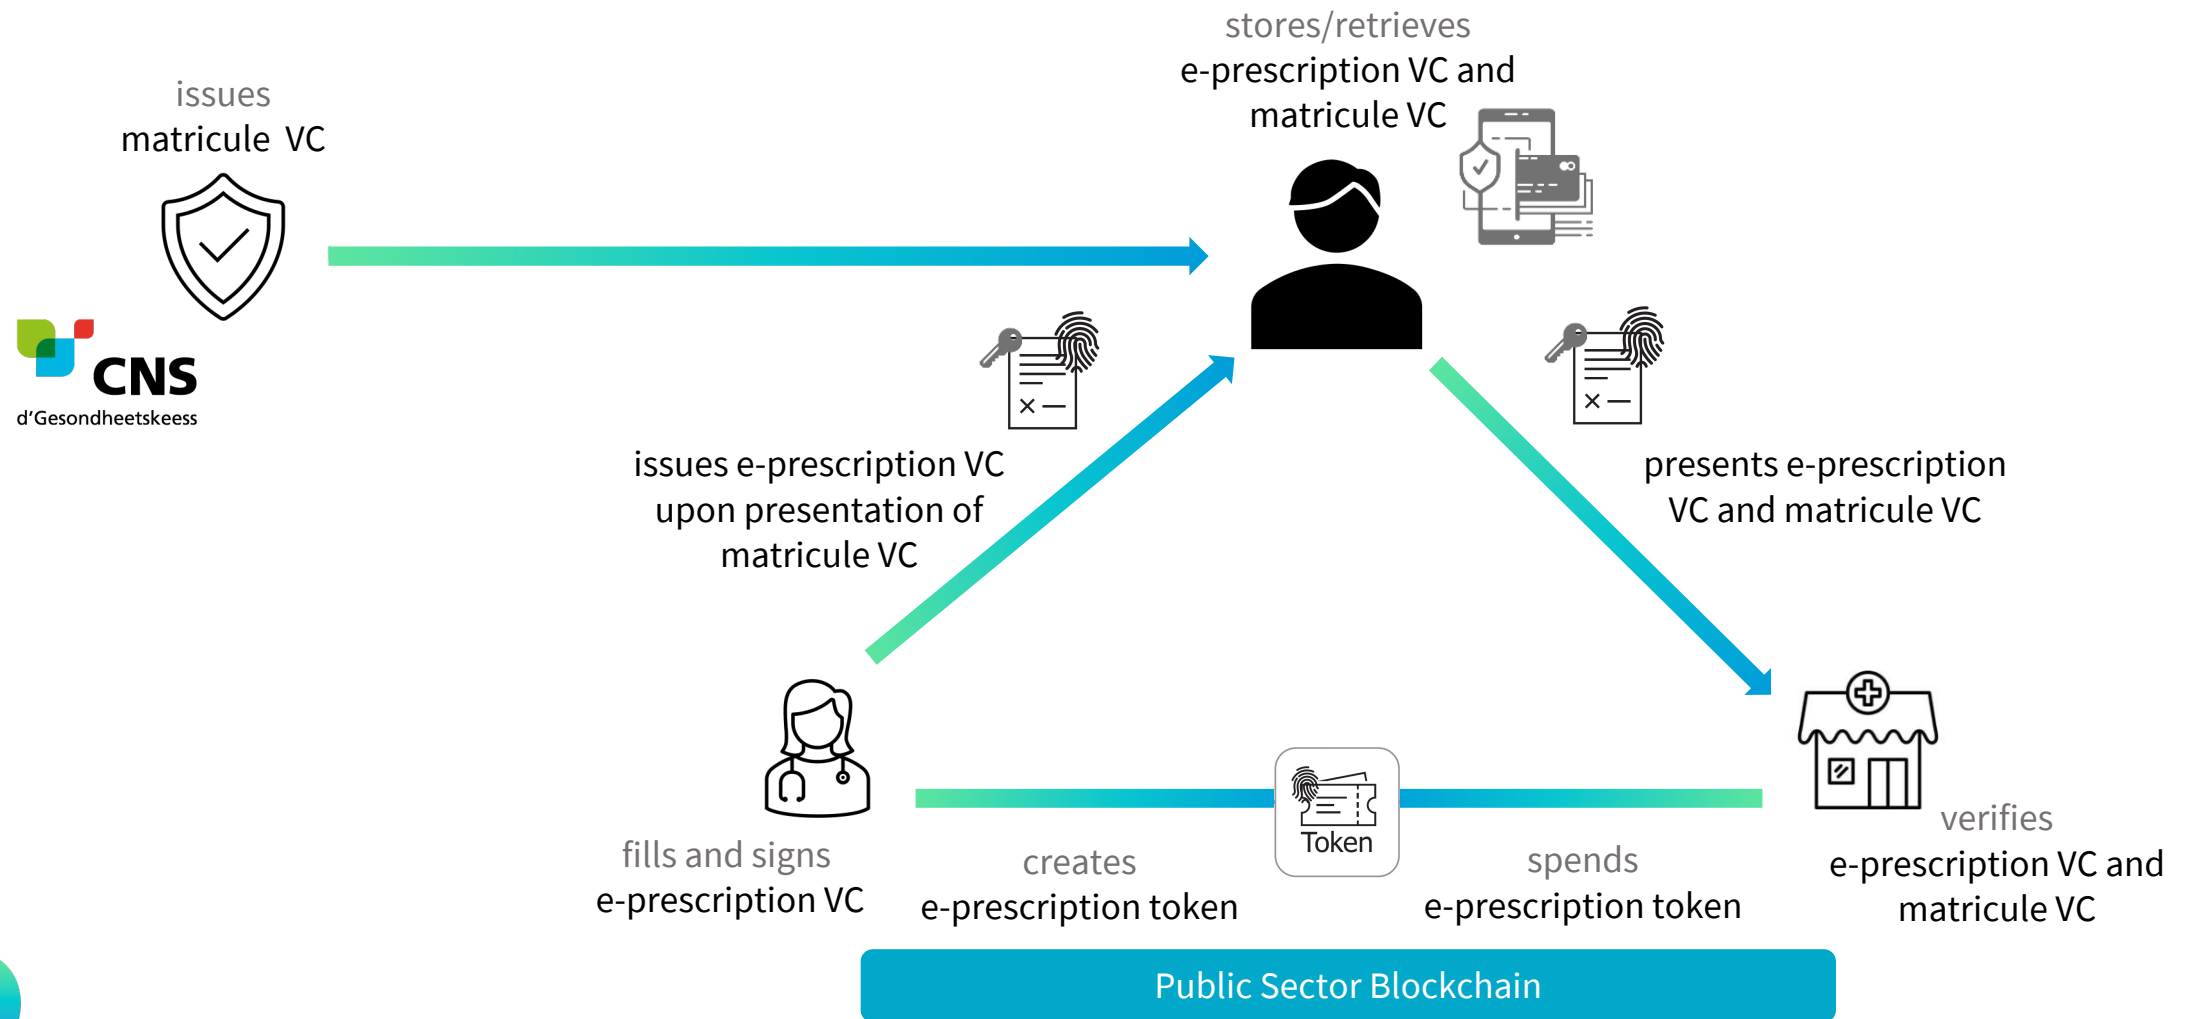 stores/retrieves
e-prescription VC and
matricule VC
issues
matricule VC
CNS
d'Gesondheetskeess
issues e-prescription VC
upon presentation of
matricule VC
presents e-prescription
VC and matricule VC
fills and signs
e-prescription VC
creates
e-prescription token
Token
spends
e-prescription token
verifies
e-prescription VC and
matricule VC
Public Sector Blockchain